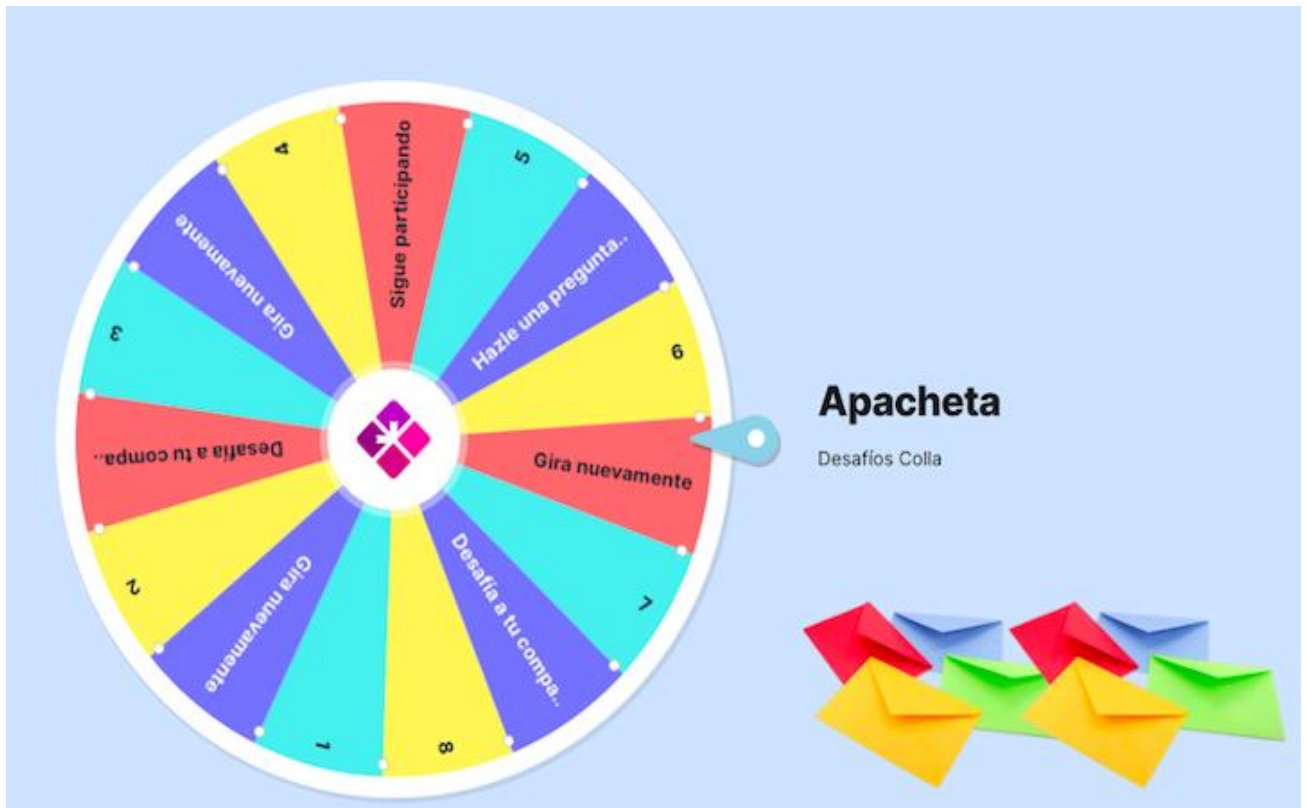 Sigue participando
5
Hazle una pregunta..
6
Gira nuevamente
7
Desafía a tu compa..
8
1
Gira nuevamente
2
Desafía a tu compa..
3
Gira nuevamente
4
Apacheta
Desafíos Colla